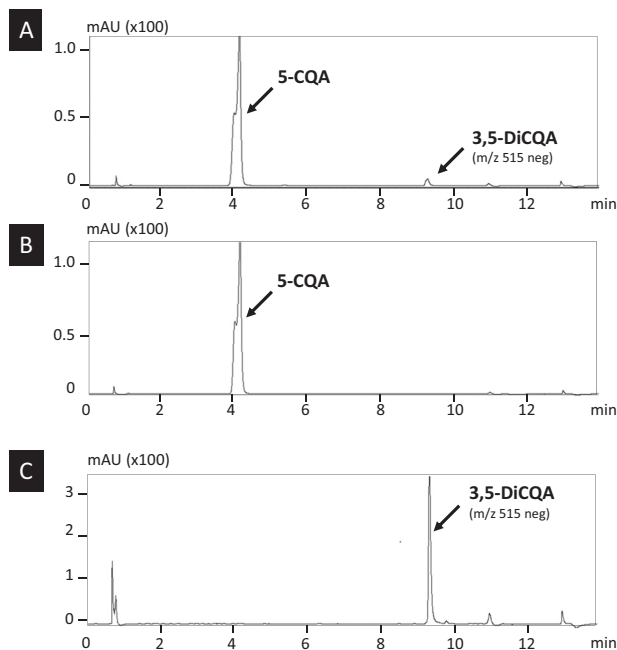 A
mAU (x100)
1.0
0.5
0
5-CQA
3,5-DiCQA
(m/z 515 neg)
0 2 4 6 8 10 12 min
B
mAU (x100)
1.0
0.5
0
5-CQA
0 2 4 6 8 10 12 min
C
mAU (x100)
3
2
1
0
3,5-DiCQA
(m/z 515 neg)
0 2 4 6 8 10 12 min